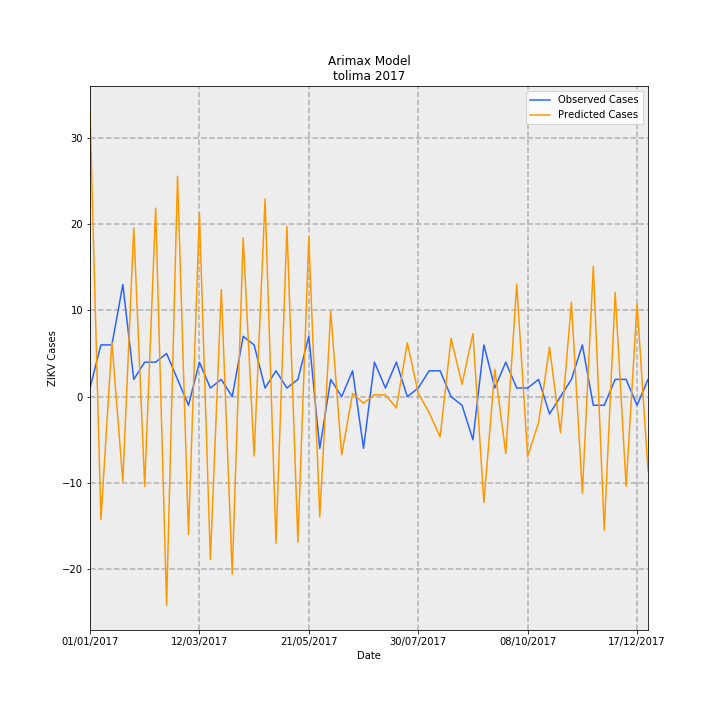 Arimax Model
tolima 2017
Observed Cases
Predicted Cases
ZIKV Cases
30
20
10
0
−10
−20
01/01/2017 12/03/2017 21/05/2017 30/07/2017 08/10/2017 17/12/2017
Date